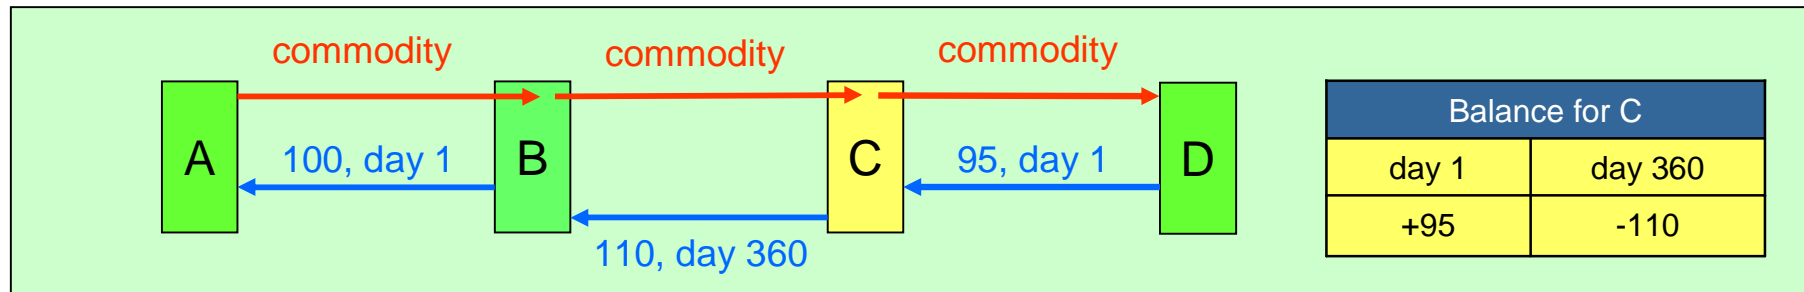 commodity
commodity
commodity
A
100, day 1
B
110, day 360
C
95, day 1
D
Balance for C
day 1 day 360
+95 -110